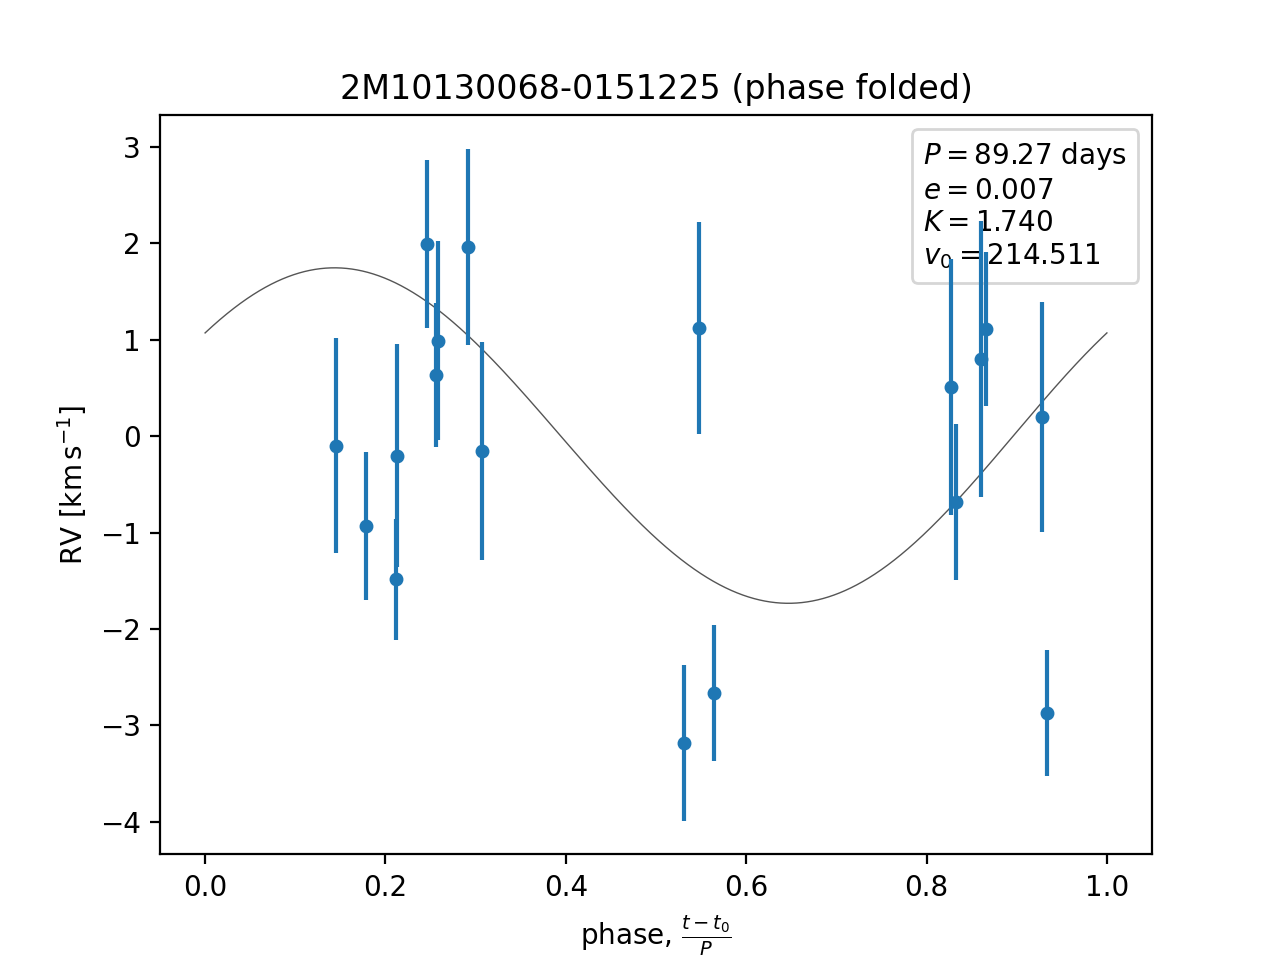 2M10130068-0151225 (phase folded)
P = 89.27 days
e = 0.007
K = 1.740
v₀ = 214.511
3
2
1
0
−1
−2
−3
−4
RV [km s⁻¹]
0.0 0.2 0.4 0.6 0.8 1.0
phase, (t − t₀)/P